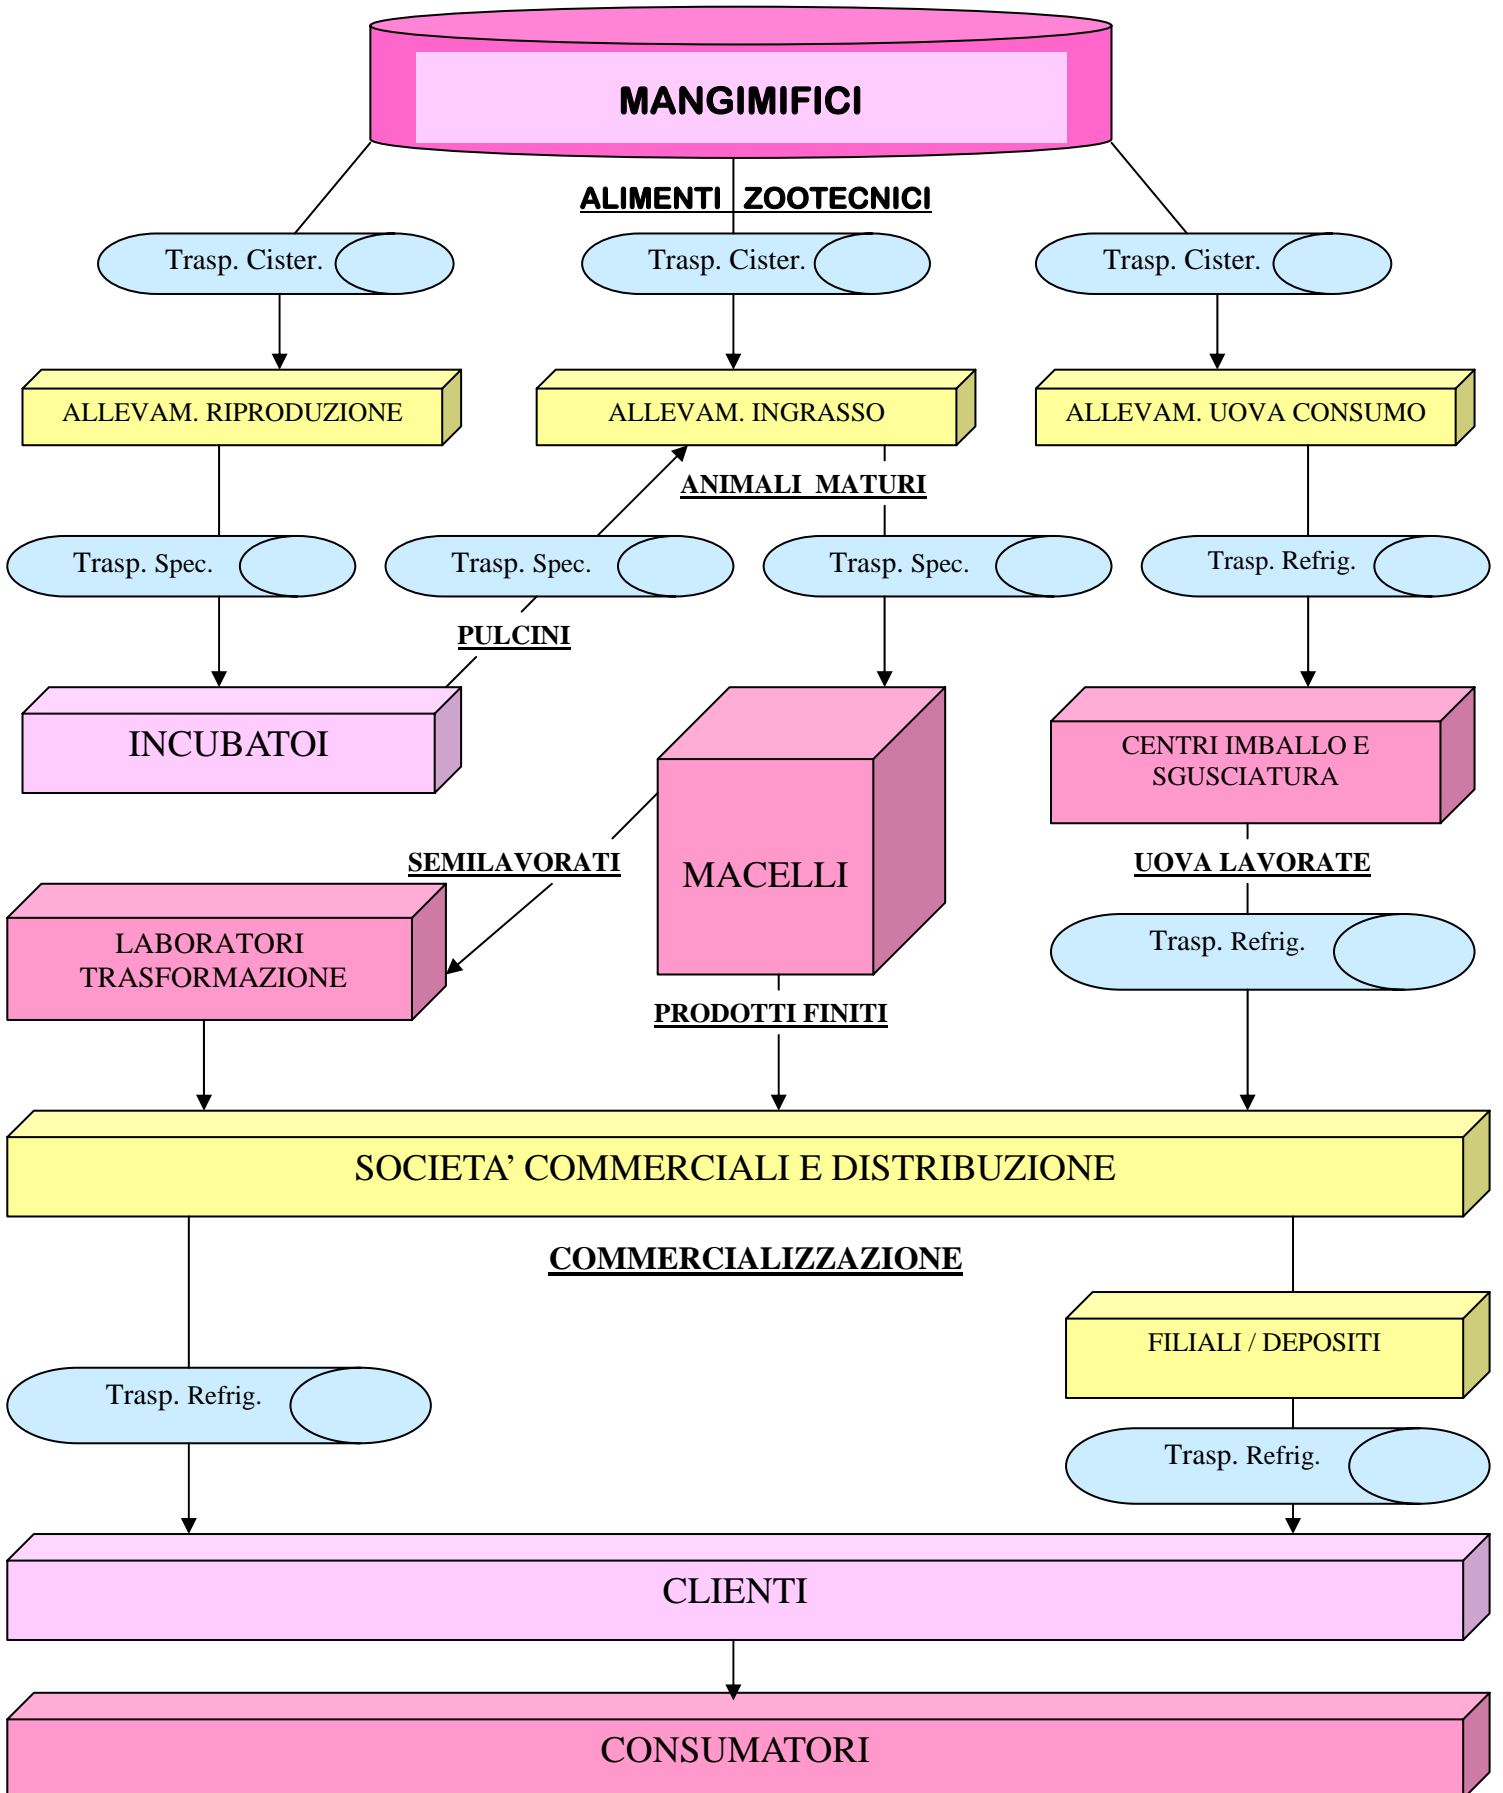 MANGIMIFICI
ALIMENTI ZOOTECNICI
Trasp. Cister.
Trasp. Cister.
Trasp. Cister.
ALLEVAM. RIPRODUZIONE
ALLEVAM. INGRASSO
ALLEVAM. UOVA CONSUMO
ANIMALI MATURI
Trasp. Spec.
Trasp. Spec.
Trasp. Spec.
Trasp. Refrig.
PULCINI
INCUBATOI
CENTRI IMBALLO E
SGUSCIATURA
SEMILAVORATI
MACELLI
UOVA LAVORATE
LABORATORI
TRASFORMAZIONE
Trasp. Refrig.
PRODOTTI FINITI
SOCIETA’ COMMERCIALI E DISTRIBUZIONE
COMMERCIALIZZAZIONE
FILIALI / DEPOSITI
Trasp. Refrig.
Trasp. Refrig.
CLIENTI
CONSUMATORI